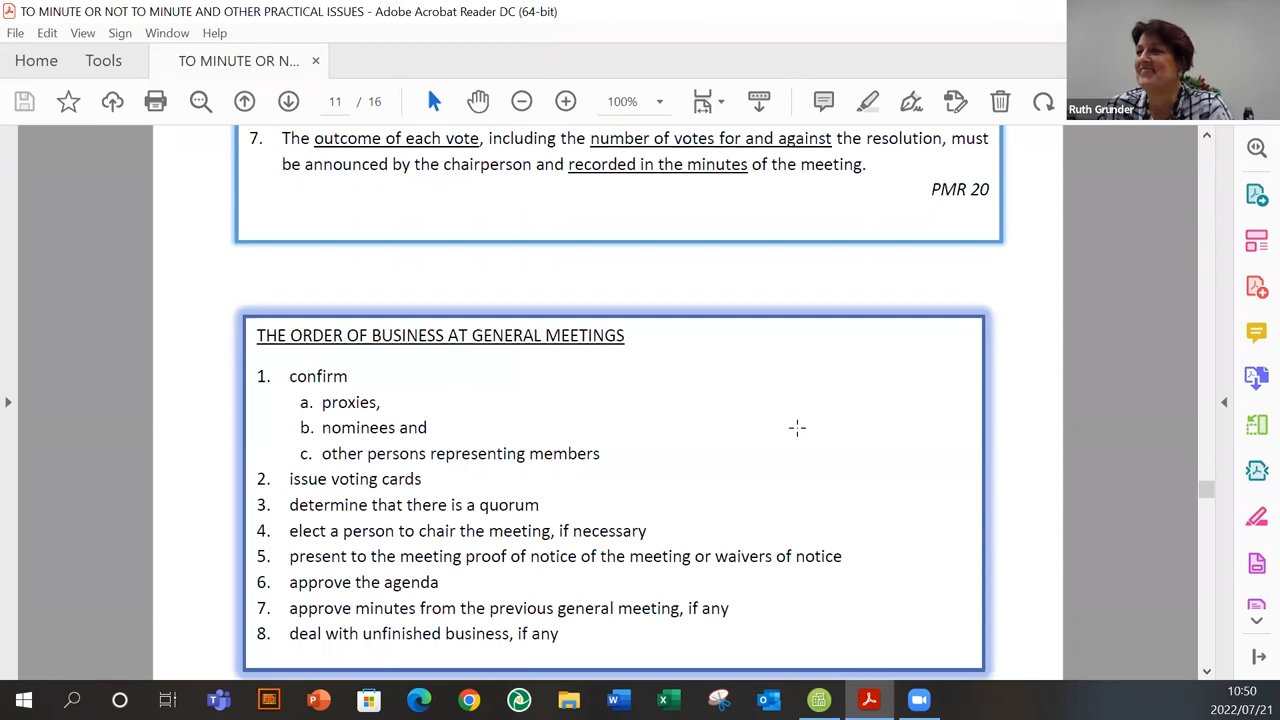 TO MINUTE OR NOT TO MINUTE AND OTHER PRACTICAL ISSUES - Adobe Acrobat Reader DC (64-bit)
File Edit View Sign Window Help
Home Tools TO MINUTE OR N... ×
11 / 16 100%
Ruth Grunder
7. The outcome of each vote, including the number of votes for and against the resolution, must
be announced by the chairperson and recorded in the minutes of the meeting.
PMR 20
THE ORDER OF BUSINESS AT GENERAL MEETINGS
1. confirm
a. proxies,
b. nominees and
c. other persons representing members
2. issue voting cards
3. determine that there is a quorum
4. elect a person to chair the meeting, if necessary
5. present to the meeting proof of notice of the meeting or waivers of notice
6. approve the agenda
7. approve minutes from the previous general meeting, if any
8. deal with unfinished business, if any
10:50
2022/07/21